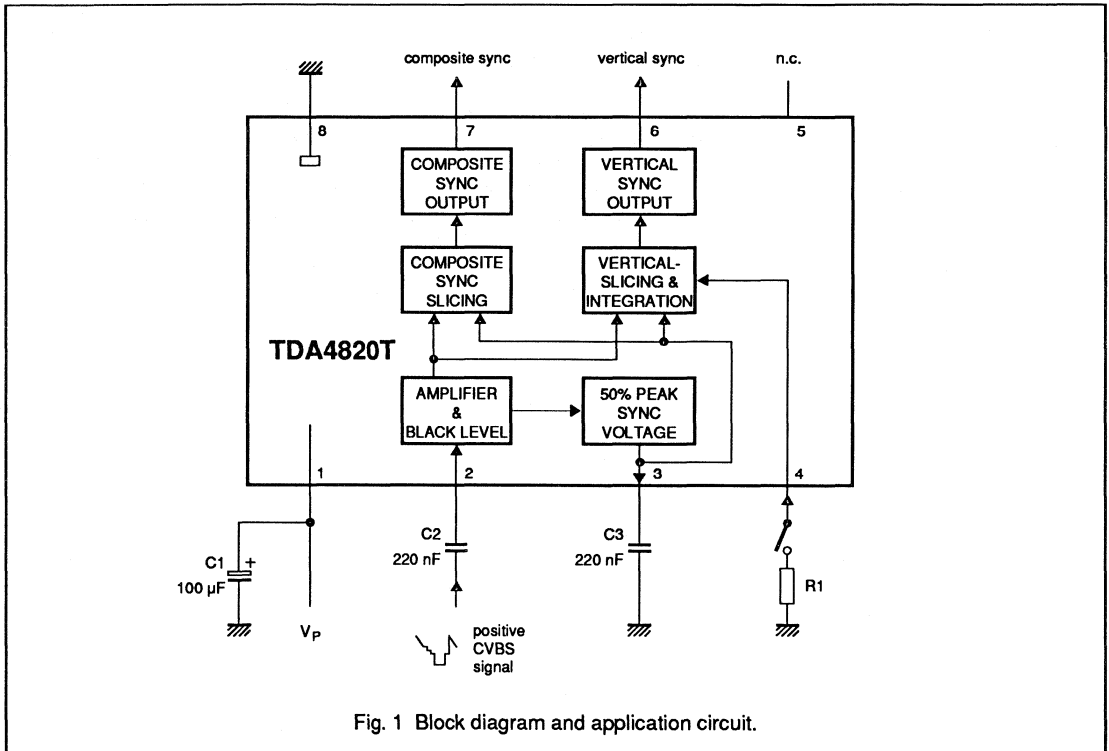 composite sync
vertical sync
n.c.
8
7
6
5
COMPOSITE
SYNC
OUTPUT
VERTICAL
SYNC
OUTPUT
COMPOSITE
SYNC
SLICING
VERTICAL-
SLICING &
INTEGRATION
TDA4820T
AMPLIFIER
&
BLACK LEVEL
50% PEAK
SYNC
VOLTAGE
1
2
3
4
C1
+
100 µF
VP
C2
220 nF
positive
CVBS
signal
C3
220 nF
R1
Fig. 1 Block diagram and application circuit.